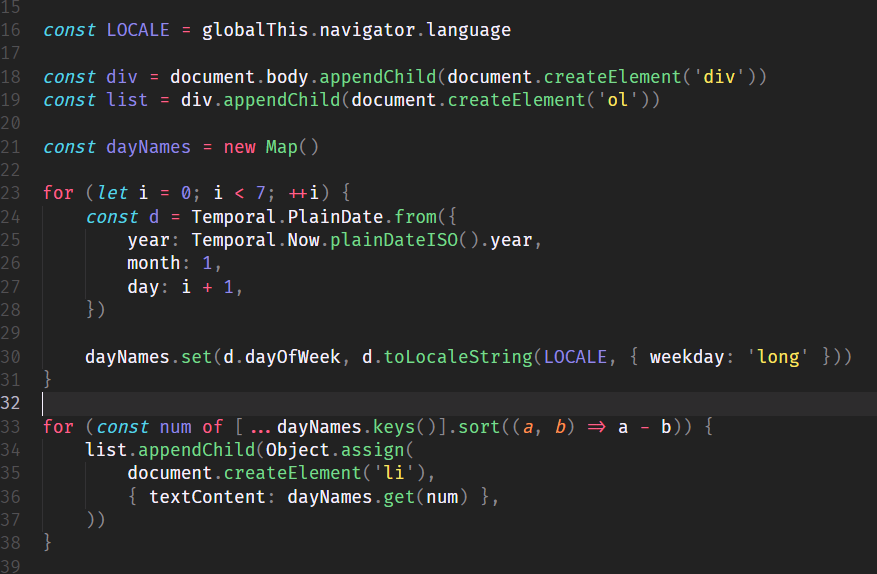 15
16 const LOCALE = globalThis.navigator.language
17
18 const div = document.body.appendChild(document.createElement('div'))
19 const list = div.appendChild(document.createElement('ol'))
20
21 const dayNames = new Map()
22
23 for (let i = 0; i < 7; ++i) {
24     const d = Temporal.PlainDate.from({
25         year: Temporal.Now.plainDateISO().year,
26         month: 1,
27         day: i + 1,
28     })
29
30     dayNames.set(d.dayOfWeek, d.toLocaleString(LOCALE, { weekday: 'long' }))
31 }
32
33 for (const num of [...dayNames.keys()].sort((a, b) => a - b)) {
34     list.appendChild(Object.assign(
35         document.createElement('li'),
36         { textContent: dayNames.get(num) },
37     ))
38 }
39